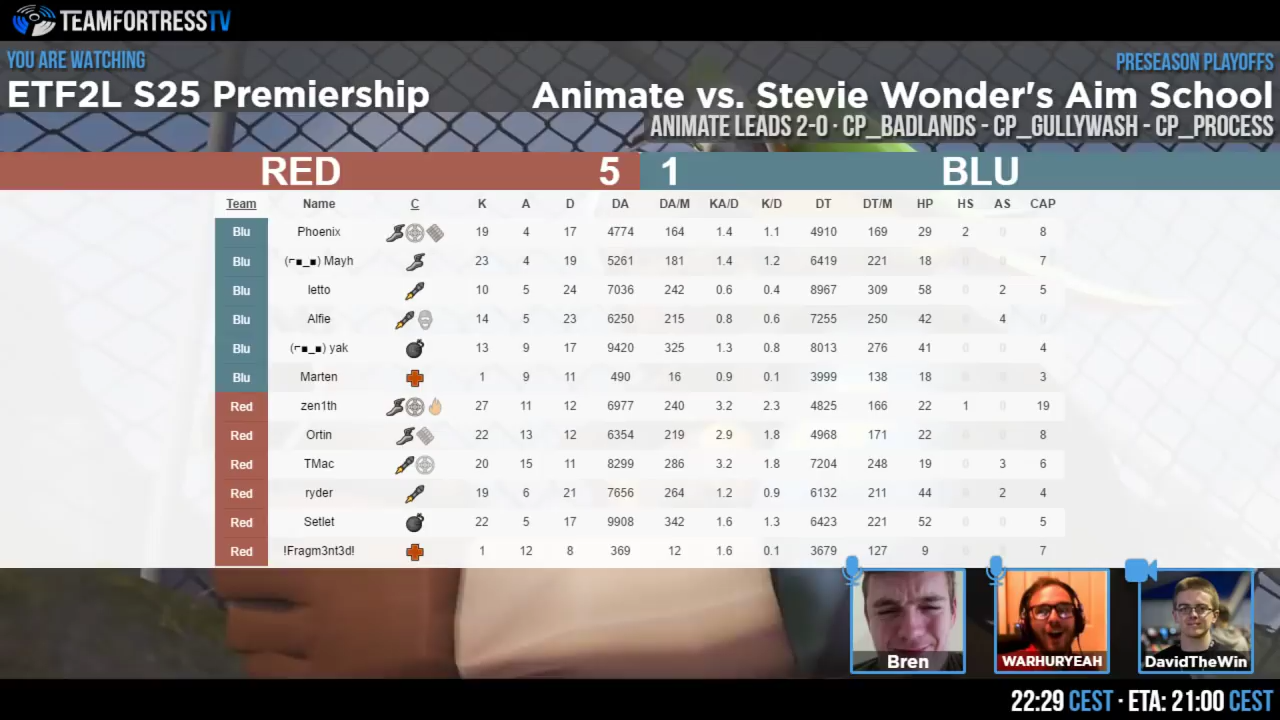 TEAMFORTRESSTV
YOU ARE WATCHING
PRESEASON PLAYOFFS
ETF2L S25 Premiership
Animate vs. Stevie Wonder's Aim School
ANIMATE LEADS 2-0 · CP_BADLANDS - CP_GULLYWASH - CP_PROCESS
RED 5 1 BLU
Team Name C K A D DA DA/M KA/D K/D DT DT/M HP HS AS CAP
Blu Phoenix 19 4 17 4774 164 1.4 1.1 4910 169 29 2 0 8
Blu (⌐■_■) Mayh 23 4 19 5261 181 1.4 1.2 6419 221 18 0 0 7
Blu letto 10 5 24 7036 242 0.6 0.4 8967 309 58 0 2 5
Blu Alfie 14 5 23 6250 215 0.8 0.6 7255 250 42 0 4 0
Blu (⌐■_■) yak 13 9 17 9420 325 1.3 0.8 8013 276 41 0 0 4
Blu Marten 1 9 11 490 16 0.9 0.1 3999 138 18 0 0 3
Red zen1th 27 11 12 6977 240 3.2 2.3 4825 166 22 1 0 19
Red Ortin 22 13 12 6354 219 2.9 1.8 4968 171 22 0 0 8
Red TMac 20 15 11 8299 286 3.2 1.8 7204 248 19 0 3 6
Red ryder 19 6 21 7656 264 1.2 0.9 6132 211 44 0 2 4
Red Setlet 22 5 17 9908 342 1.6 1.3 6423 221 52 0 0 5
Red !Fragm3nt3d! 1 12 8 369 12 1.6 0.1 3679 127 9 0 0 7
Bren
WARHURYEAH
DavidTheWin
22:29 CEST · ETA: 21:00 CEST